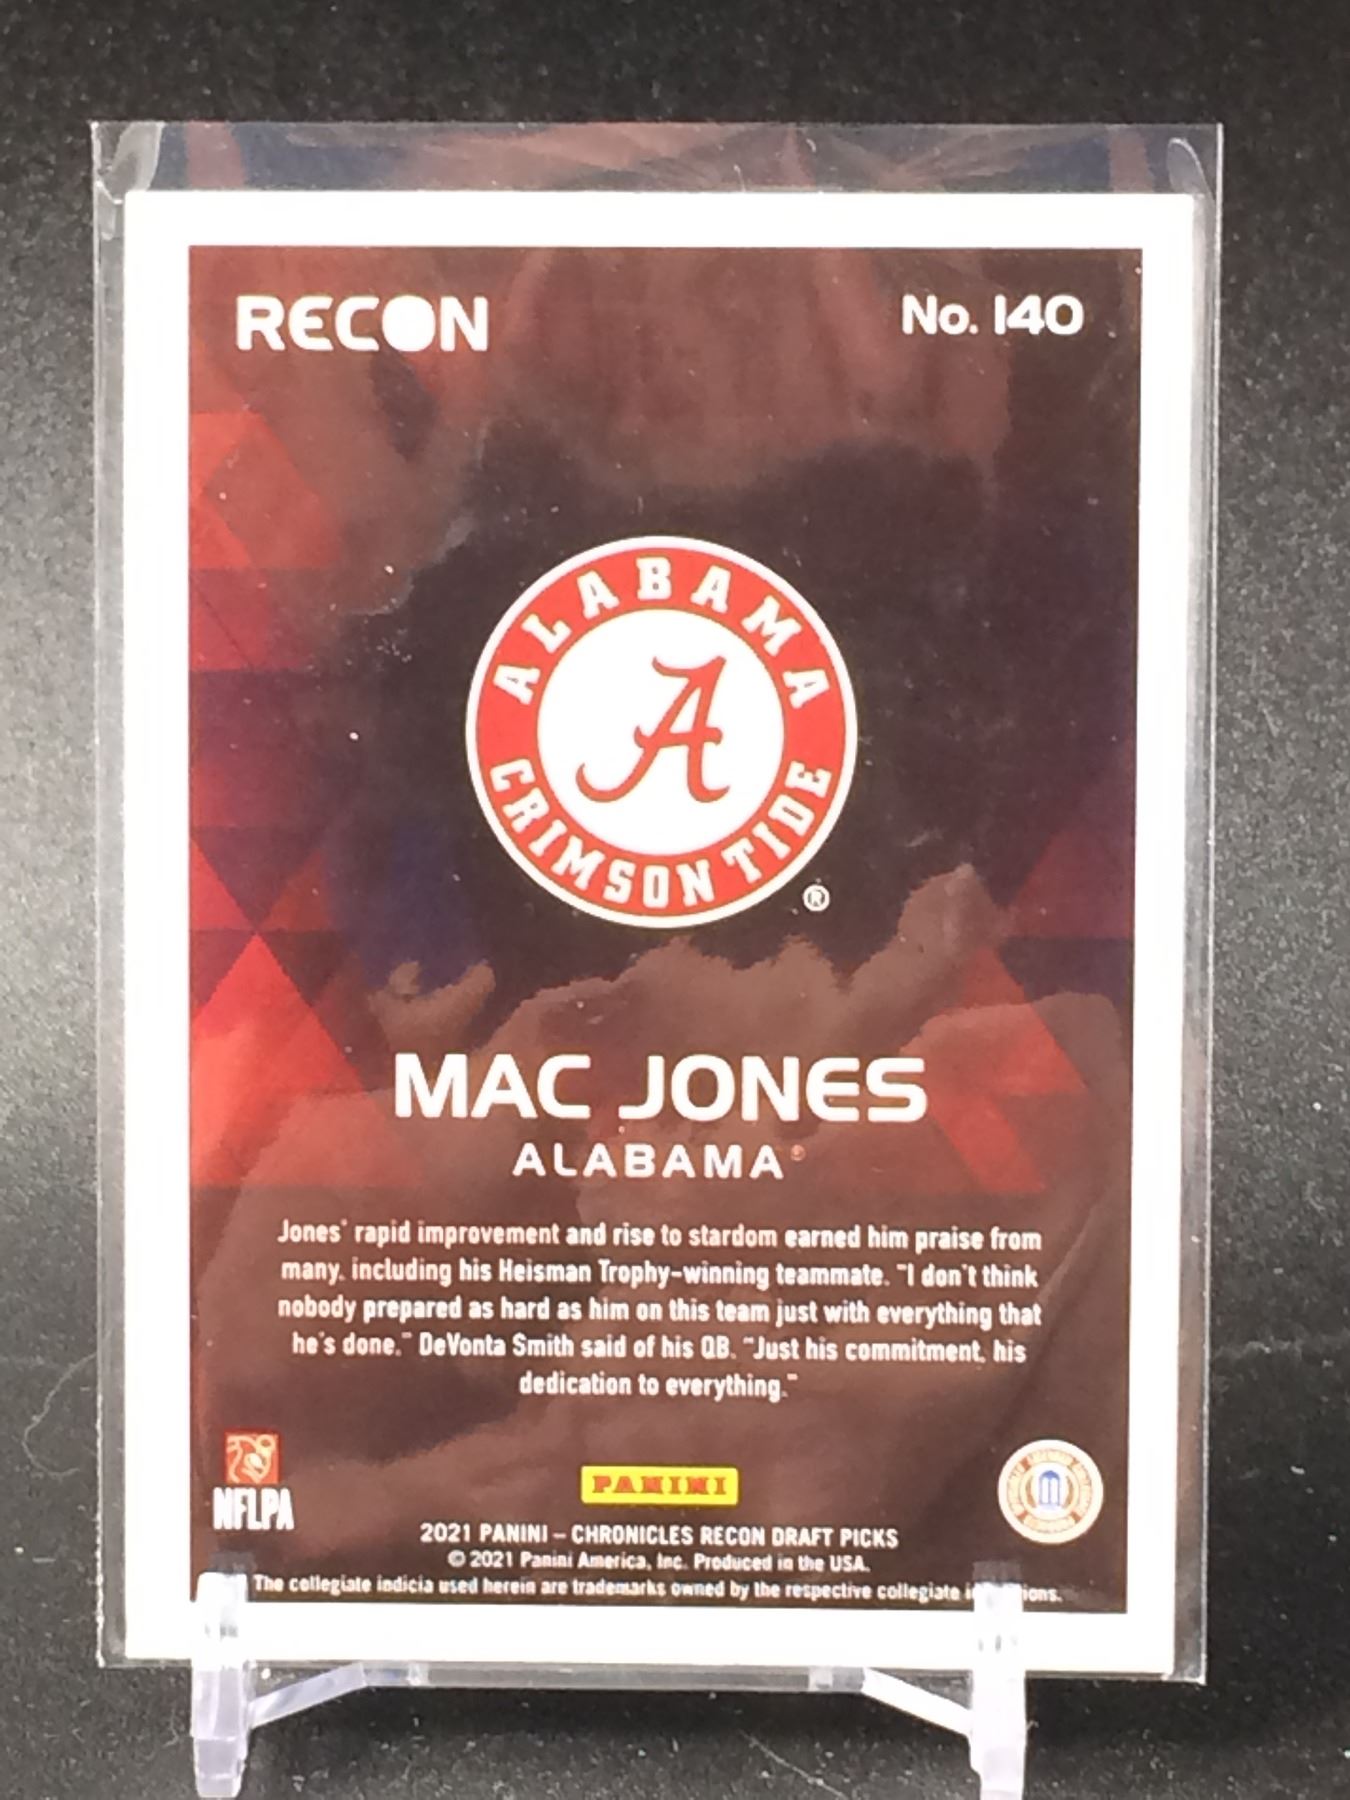 RECON
No. 140
ALABAMA
A
CRIMSON TIDE
®
MAC JONES
ALABAMA®
Jones' rapid improvement and rise to stardom earned him praise from
many, including his Heisman Trophy-winning teammate. "I don't think
nobody prepared as hard as him on this team just with everything that
he's done," DeVonta Smith said of his QB. "Just his commitment, his
dedication to everything."
NFLPA
PANINI
2021 PANINI – CHRONICLES RECON DRAFT PICKS
© 2021 Panini America, Inc. Produced in the USA.
The collegiate indicia used herein are trademarks owned by the respective collegiate